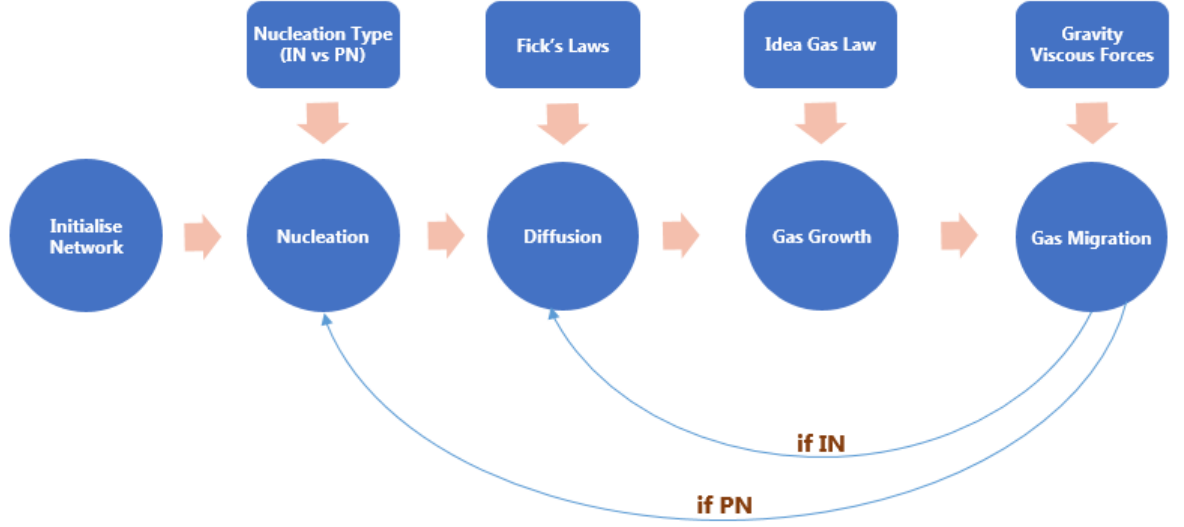 Nucleation Type
(IN vs PN)
Fick's Laws
Idea Gas Law
Gravity
Viscous Forces
Initialise
Network
Nucleation
Diffusion
Gas Growth
Gas Migration
if IN
if PN